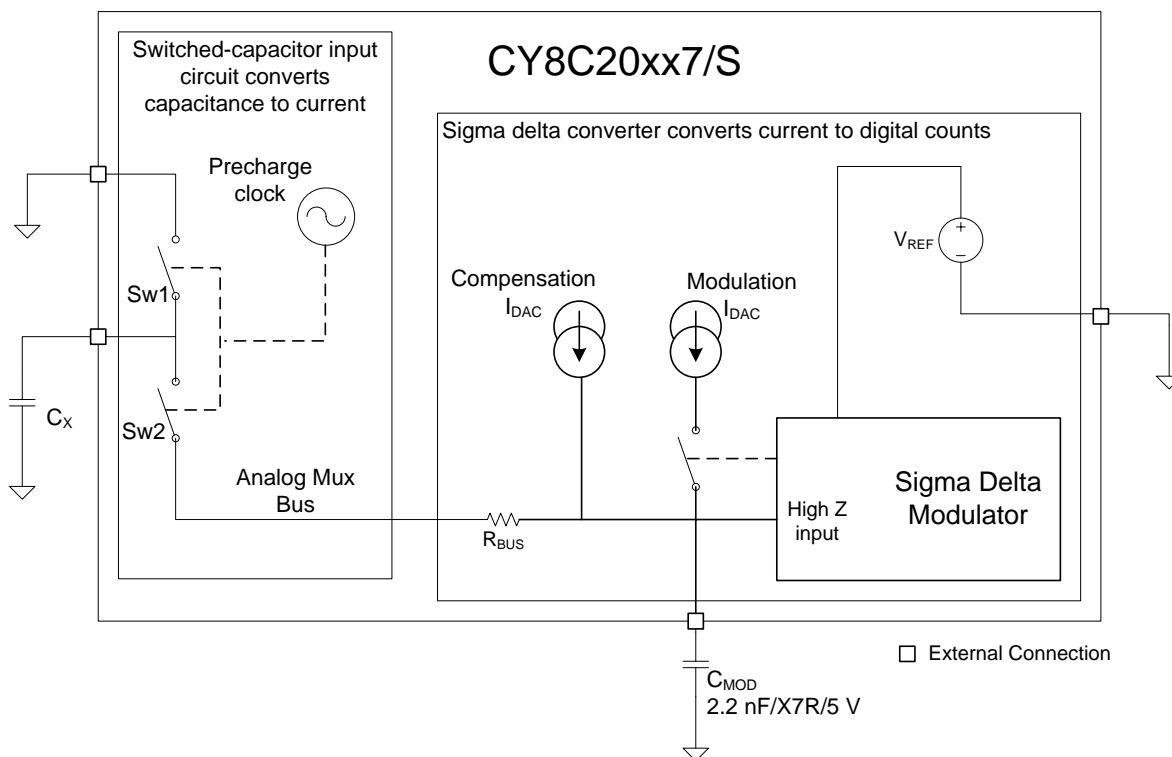 CY8C20xx7/S
Switched-capacitor input
circuit converts
capacitance to current
Sigma delta converter converts current to digital counts
Precharge
clock
Sw1
Sw2
CX
Analog Mux
Bus
RBUS
Compensation
IDAC
Modulation
IDAC
VREF
+
−
High Z
input
Sigma Delta
Modulator
CMOD
2.2 nF/X7R/5 V
External Connection